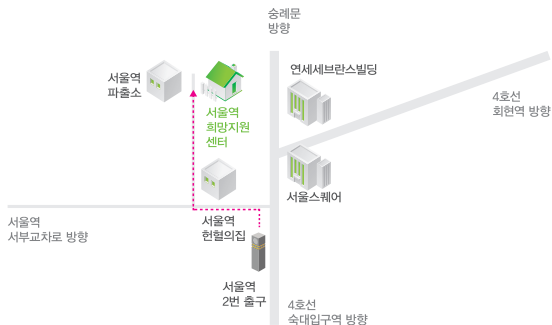 숭례문
방향
연세세브란스빌딩
서울역
파출소
서울역
희망지원
센터
4호선
회현역 방향
서울스퀘어
서울역
서부교차로 방향
서울역
헌혈의집
서울역
2번 출구
4호선
숙대입구역 방향